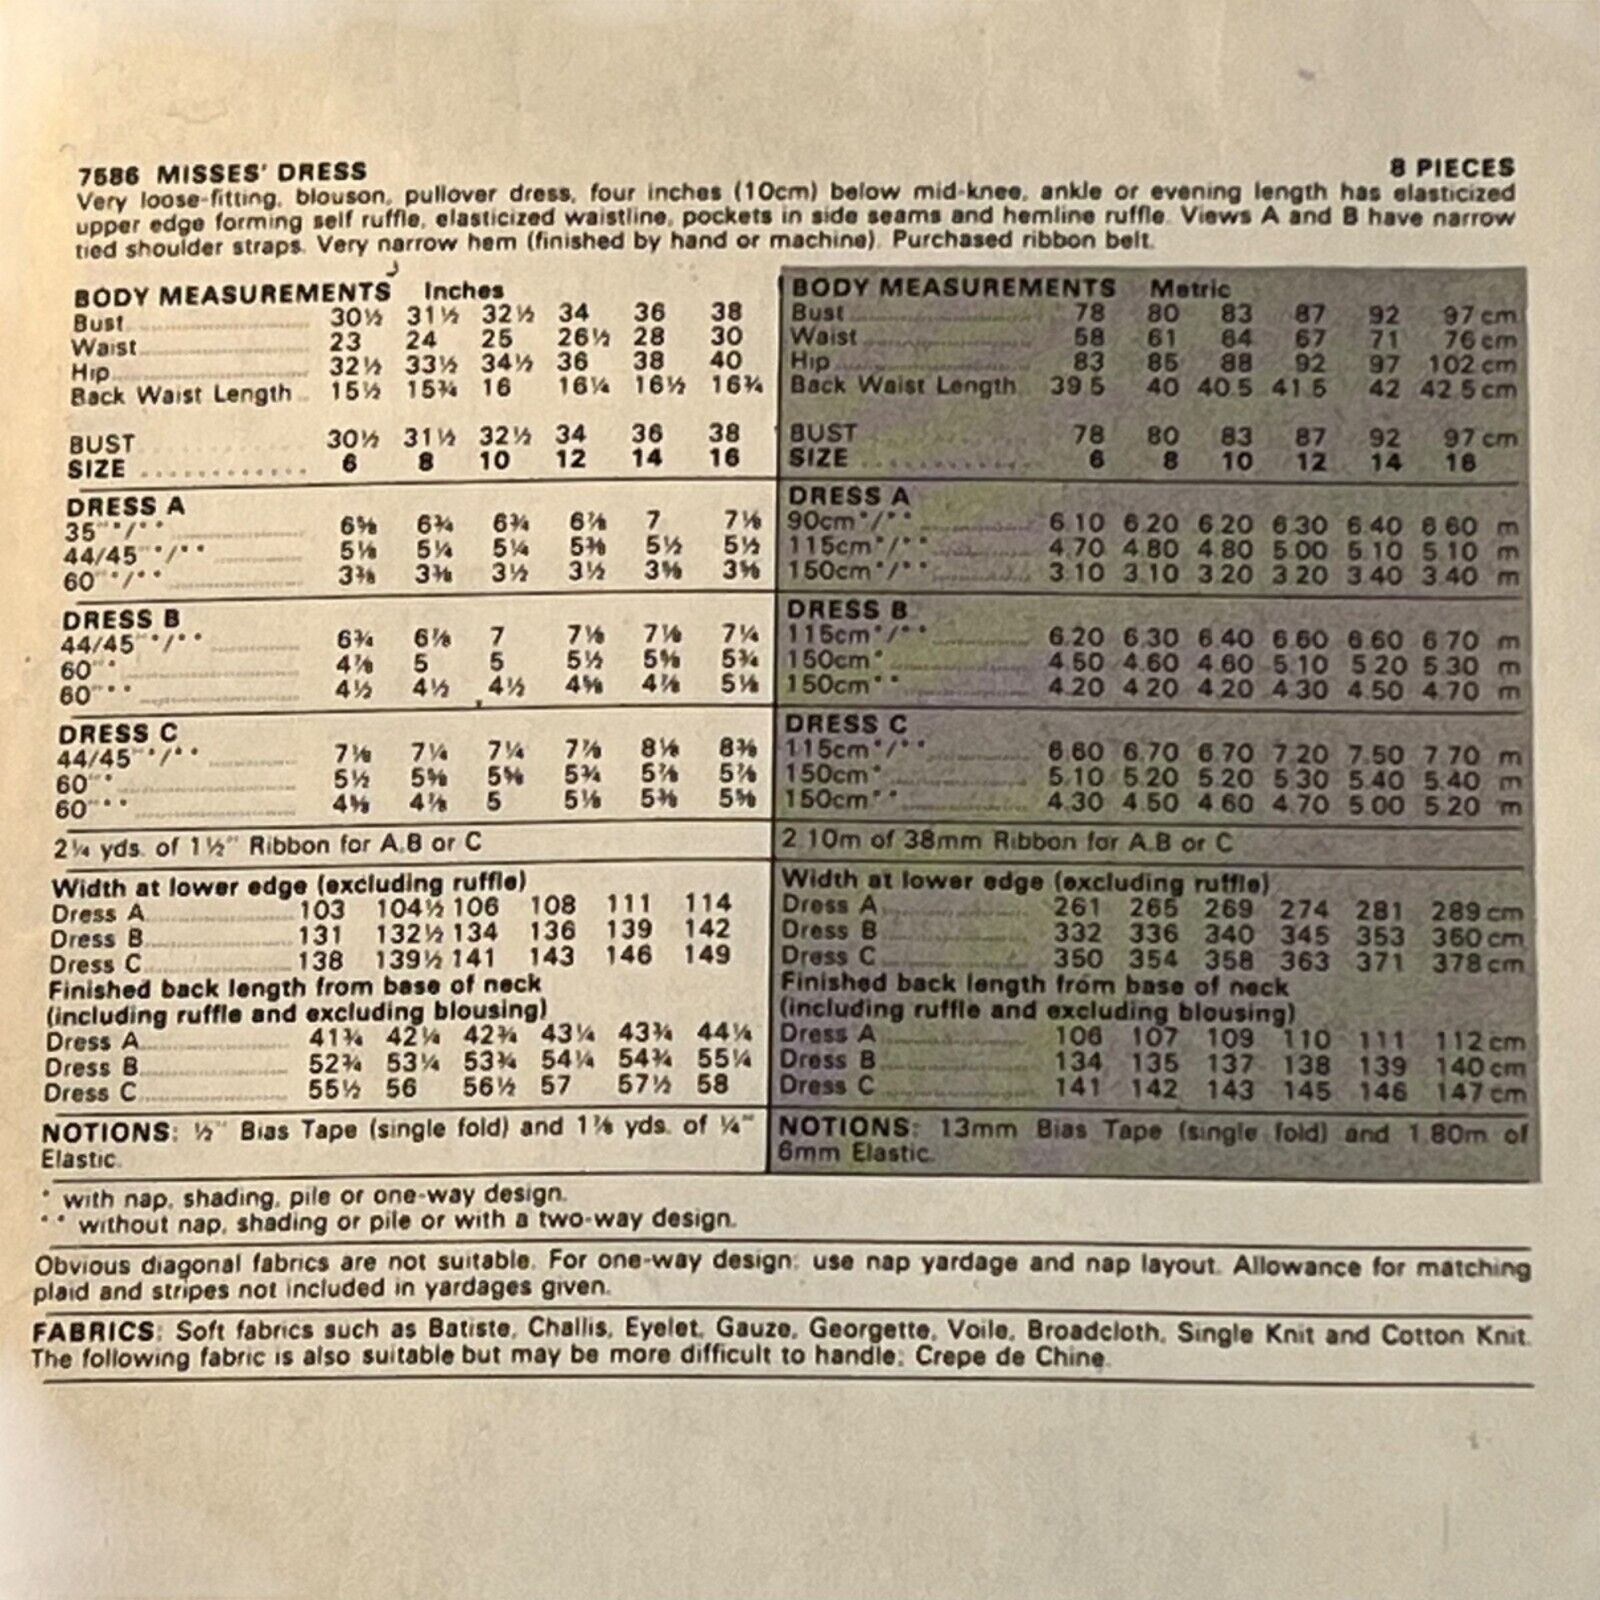 7586 MISSES' DRESS 8 PIECES
Very loose-fitting, blouson, pullover dress, four inches (10cm) below mid-knee, ankle or evening length has elasticized
upper edge forming self ruffle, elasticized waistline, pockets in side seams and hemline ruffle. Views A and B have narrow
tied shoulder straps. Very narrow hem (finished by hand or machine). Purchased ribbon belt.
BODY MEASUREMENTS Inches
Bust 30½ 31½ 32½ 34 36 38
Waist 23 24 25 26½ 28 30
Hip 32½ 33½ 34½ 36 38 40
Back Waist Length 15½ 15¾ 16 16¼ 16½ 16¾
BUST 30½ 31½ 32½ 34 36 38
SIZE 6 8 10 12 14 16
DRESS A
35"*/** 6⅝ 6¾ 6¾ 6⅞ 7 7⅛
44/45"*/** 5⅛ 5¼ 5¼ 5⅜ 5½ 5½
60"*/** 3⅜ 3⅜ 3½ 3½ 3⅝ 3⅝
DRESS B
44/45"*/** 6¾ 6⅞ 7 7⅛ 7⅛ 7¼
60"* 4⅞ 5 5 5½ 5⅝ 5¾
60"** 4½ 4½ 4½ 4⅝ 4⅞ 5⅛
DRESS C
44/45"*/** 7⅛ 7¼ 7¼ 7⅞ 8⅛ 8⅜
60"* 5½ 5⅝ 5⅝ 5¾ 5⅞ 5⅞
60"** 4⅝ 4⅞ 5 5⅛ 5⅜ 5⅝
2¼ yds. of 1½" Ribbon for A,B or C
Width at lower edge (excluding ruffle)
Dress A 103 104½ 106 108 111 114
Dress B 131 132½ 134 136 139 142
Dress C 138 139½ 141 143 146 149
Finished back length from base of neck
(including ruffle and excluding blousing)
Dress A 41¾ 42¼ 42¾ 43¼ 43¾ 44¼
Dress B 52¾ 53¼ 53¾ 54¼ 54¾ 55¼
Dress C 55½ 56 56½ 57 57½ 58
NOTIONS: ½" Bias Tape (single fold) and 1⅞ yds. of ¼"
Elastic.
BODY MEASUREMENTS Metric
Bust 78 80 83 87 92 97 cm
Waist 58 61 64 67 71 76 cm
Hip 83 85 88 92 97 102 cm
Back Waist Length 39.5 40 40.5 41.5 42 42.5 cm
BUST 78 80 83 87 92 97 cm
SIZE 6 8 10 12 14 16
DRESS A
90cm*/** 6.10 6.20 6.20 6.30 6.40 6.60 m
115cm*/** 4.70 4.80 4.80 5.00 5.10 5.10 m
150cm*/** 3.10 3.10 3.20 3.20 3.40 3.40 m
DRESS B
115cm*/** 6.20 6.30 6.40 6.60 6.60 6.70 m
150cm* 4.50 4.60 4.60 5.10 5.20 5.30 m
150cm** 4.20 4.20 4.20 4.30 4.50 4.70 m
DRESS C
115cm*/** 6.60 6.70 6.70 7.20 7.50 7.70 m
150cm* 5.10 5.20 5.20 5.30 5.40 5.40 m
150cm** 4.30 4.50 4.60 4.70 5.00 5.20 m
2.10m of 38mm Ribbon for A,B or C
Width at lower edge (excluding ruffle)
Dress A 261 265 269 274 281 289 cm
Dress B 332 336 340 345 353 360 cm
Dress C 350 354 358 363 371 378 cm
Finished back length from base of neck
(including ruffle and excluding blousing)
Dress A 106 107 109 110 111 112 cm
Dress B 134 135 137 138 139 140 cm
Dress C 141 142 143 145 146 147 cm
NOTIONS: 13mm Bias Tape (single fold) and 1.80m of
6mm Elastic.
* with nap, shading, pile or one-way design.
** without nap, shading or pile or with a two-way design.
Obvious diagonal fabrics are not suitable. For one-way design: use nap yardage and nap layout. Allowance for matching
plaid and stripes not included in yardages given.
FABRICS: Soft fabrics such as Batiste, Challis, Eyelet, Gauze, Georgette, Voile, Broadcloth, Single Knit and Cotton Knit.
The following fabric is also suitable but may be more difficult to handle: Crepe de Chine.